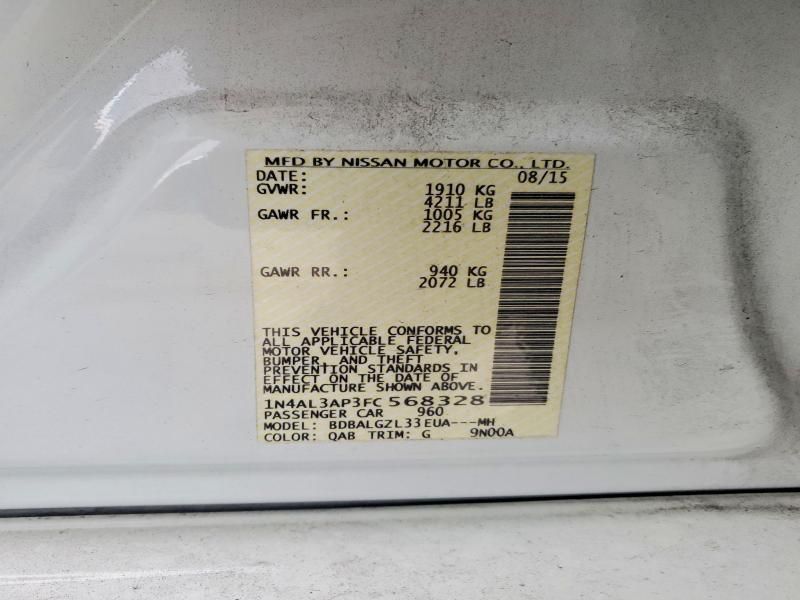 MFD BY NISSAN MOTOR CO., LTD.
DATE: 08/15
GVWR: 1910 KG
4211 LB
GAWR FR.: 1005 KG
2216 LB
GAWR RR.: 940 KG
2072 LB
THIS VEHICLE CONFORMS TO
ALL APPLICABLE FEDERAL
MOTOR VEHICLE SAFETY,
BUMPER, AND THEFT
PREVENTION STANDARDS IN
EFFECT ON THE DATE OF
MANUFACTURE SHOWN ABOVE.
1N4AL3AP3FC 568328
PASSENGER CAR 960
MODEL: BDBALGZL33EUA---MH
COLOR: QAB TRIM: G 9N00A